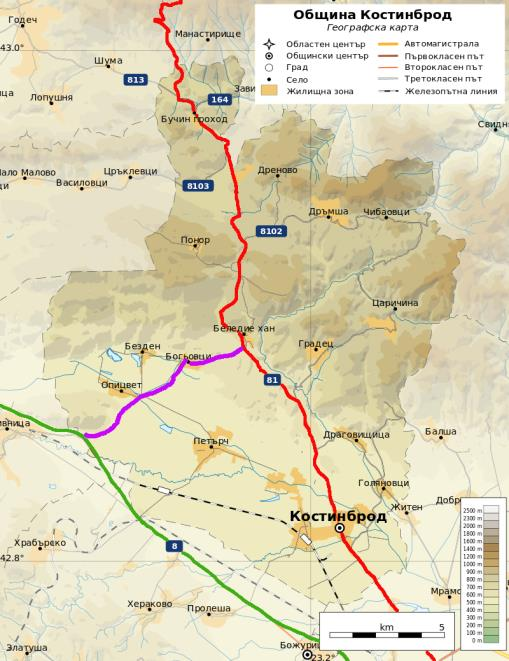 Община Костинброд
Географска карта
Областен център
Общински център
Град
Село
Жилищна зона
Автомагистрала
Първокласен път
Второкласен път
Третокласен път
Железопътна линия
Годеч
Манастирище
43.0°
Шума
813
164
Лопушня
Бучин проход
Дреново
Цръклевци
Василовци
8103
Дръмша
Чибаовци
8102
Понор
Царичина
Беледие хан
Безден
Богьовци
Градец
81
Опицвет
Петърч
Драговищица
Балша
Голяновци
Житен
Костинброд
8
Храбърско
42.8°
Хераково
Пролеша
Златуша
23.2°
km
0
5
2500 m
2300 m
2000 m
1800 m
1600 m
1400 m
1200 m
1000 m
900 m
800 m
700 m
600 m
500 m
400 m
300 m
200 m
100 m
0 m